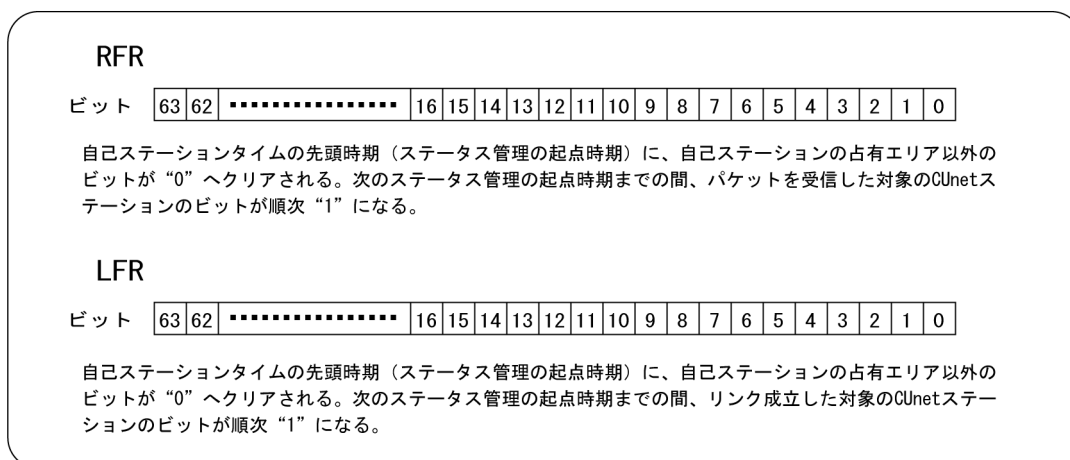 RFR
ビット 63 62 ················ 16 15 14 13 12 11 10 9 8 7 6 5 4 3 2 1 0
自己ステーションタイムの先頭時期（ステータス管理の起点時期）に、自己ステーションの占有エリア以外の
ビットが“0”へクリアされる。次のステータス管理の起点時期までの間、パケットを受信した対象のCUnetス
テーションのビットが順次“1”になる。
LFR
ビット 63 62 ················ 16 15 14 13 12 11 10 9 8 7 6 5 4 3 2 1 0
自己ステーションタイムの先頭時期（ステータス管理の起点時期）に、自己ステーションの占有エリア以外の
ビットが“0”へクリアされる。次のステータス管理の起点時期までの間、リンク成立した対象のCUnetステー
ションのビットが順次“1”になる。